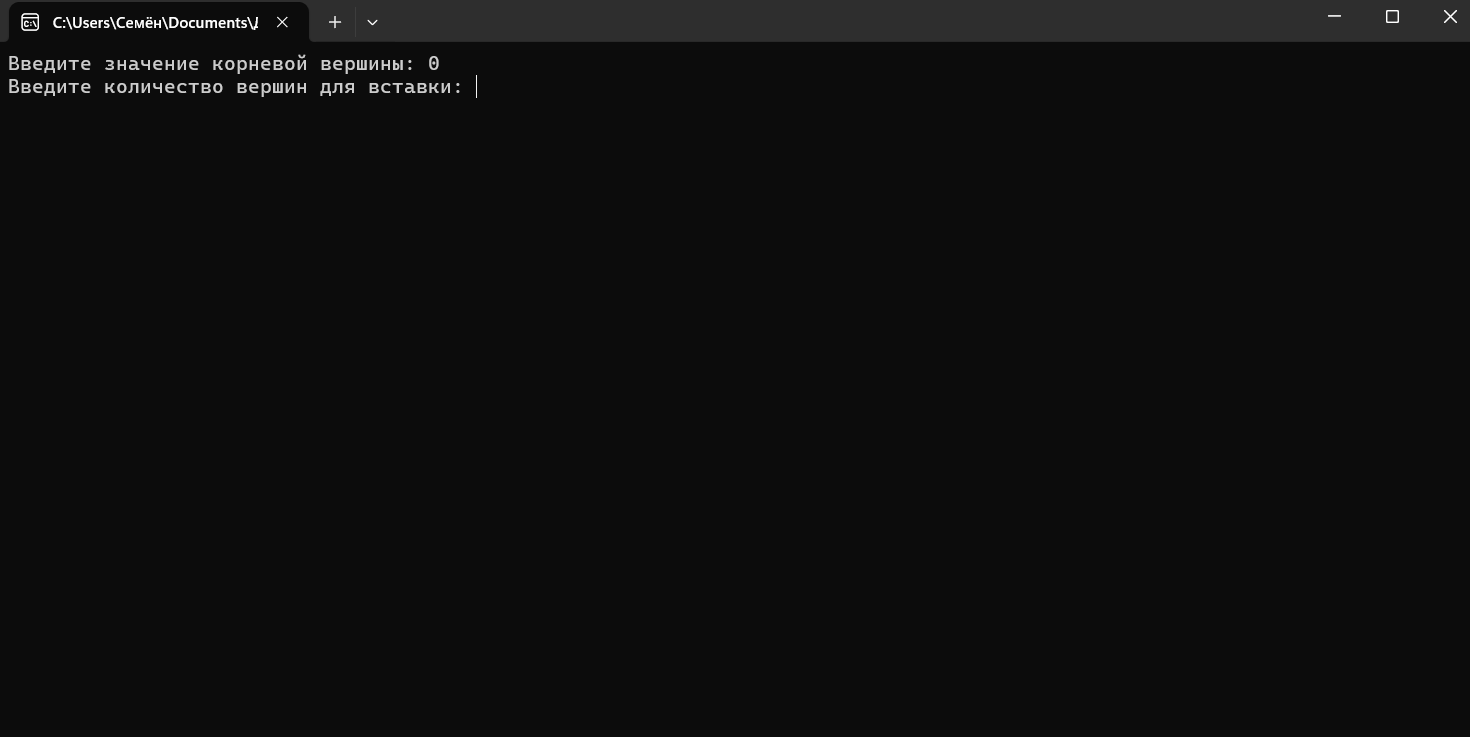 C:\Users\Семён\Documents\
Введите значение корневой вершины: 0
Введите количество вершин для вставки: